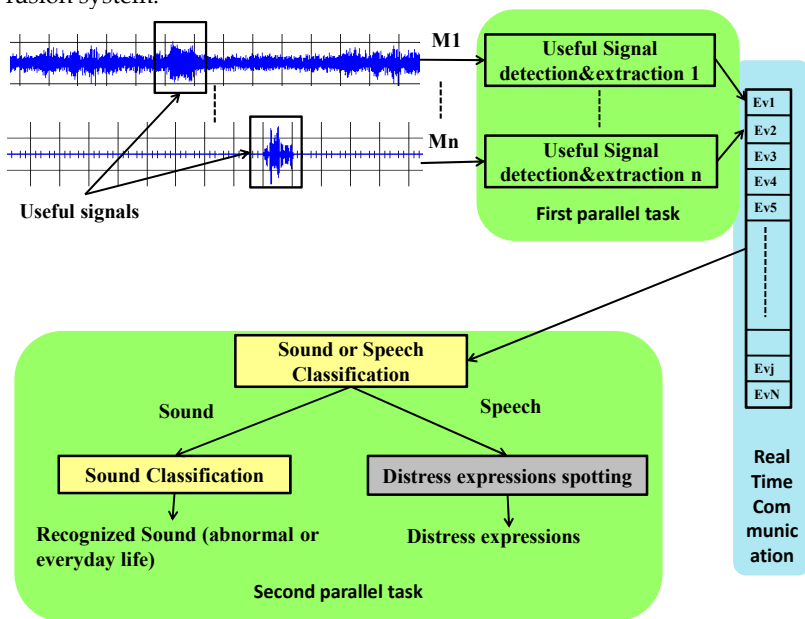 fusion system.
M1
Useful Signal
detection&extraction 1
Mn
Useful Signal
detection&extraction n
Useful signals
First parallel task
Ev1
Ev2
Ev3
Ev4
Ev5
Evj
EvN
Real
Time
Com
munic
ation
Sound or Speech
Classification
Sound
Speech
Sound Classification
Distress expressions spotting
Recognized Sound (abnormal or
everyday life)
Distress expressions
Second parallel task